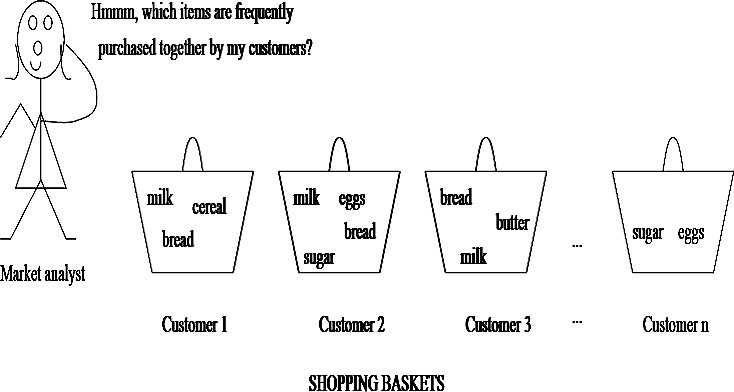 Hmmm, which items are frequently
purchased together by my customers?
milk
cereal
bread
milk eggs
bread
sugar
bread
butter
milk
...
sugar eggs
Market analyst
Customer 1
Customer 2
Customer 3
...
Customer n
SHOPPING BASKETS